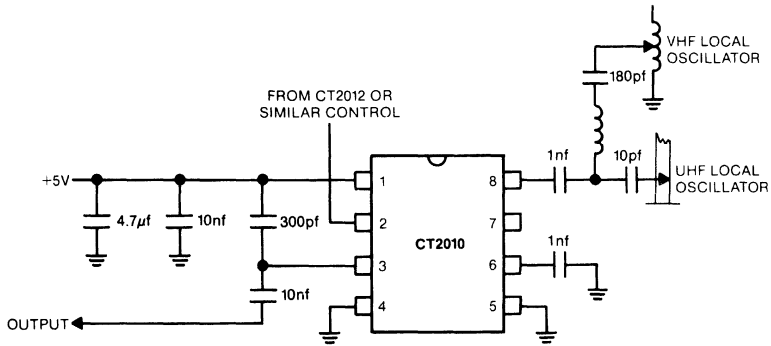 VHF LOCAL
OSCILLATOR
180pf
FROM CT2012 OR
SIMILAR CONTROL
1nf
10pf
UHF LOCAL
OSCILLATOR
+5V
4.7μf
10nf
300pf
1
2
3
4
CT2010
8
7
6
5
1nf
10nf
OUTPUT